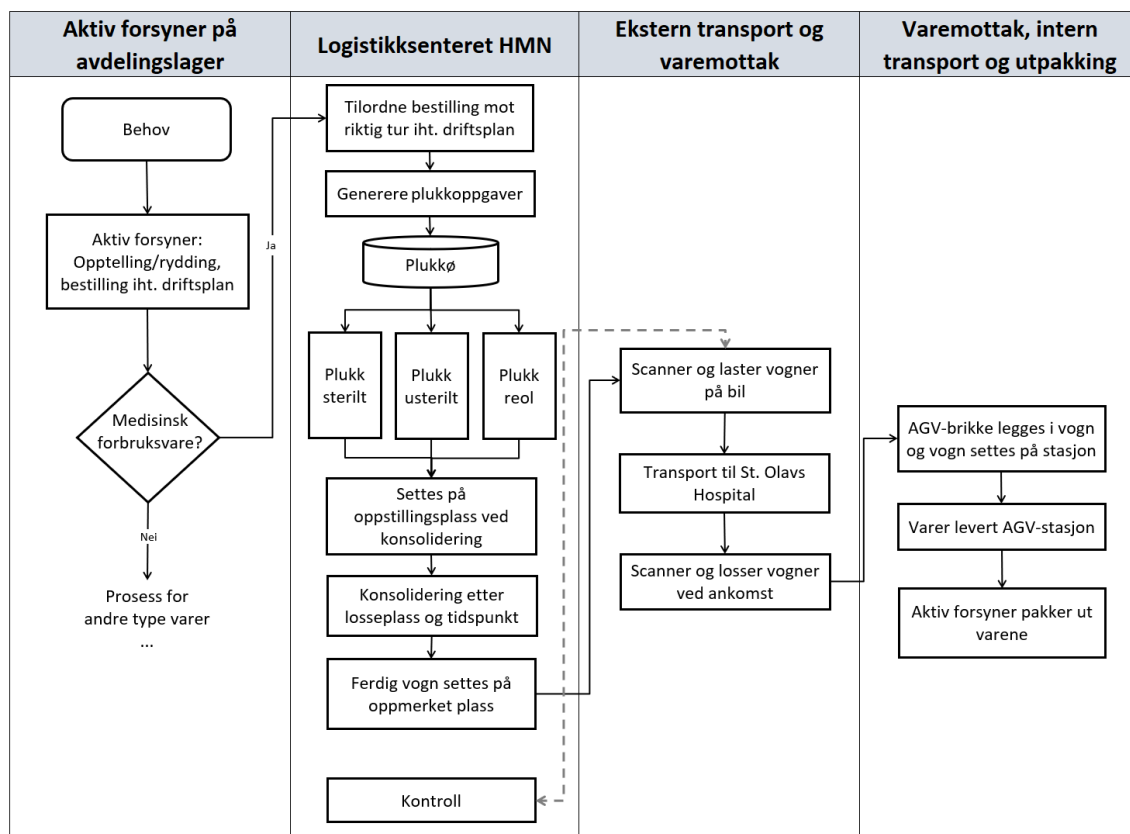 Aktiv forsyner på
avdelingslager
Behov
Aktiv forsyner:
Opptelling/rydding,
bestilling iht. driftsplan
Medisinsk
forbruksvare?
Ja
Nei
Prosess for
andre type varer
...
Logistikksenteret HMN
Tilordne bestilling mot
riktig tur iht. driftsplan
Generere plukkoppgaver
Plukkø
Plukk
sterilt
Plukk
usterilt
Plukk
reol
Settes på
oppstillingsplass ved
konsolidering
Konsolidering etter
losseplass og tidspunkt
Ferdig vogn settes på
oppmerket plass
Kontroll
Ekstern transport og
varemottak
Scanner og laster vogner
på bil
Transport til St. Olavs
Hospital
Scanner og losser vogner
ved ankomst
Varemottak, intern
transport og utpakking
AGV-brikke legges i vogn
og vogn settes på stasjon
Varer levert AGV-stasjon
Aktiv forsyner pakker ut
varene